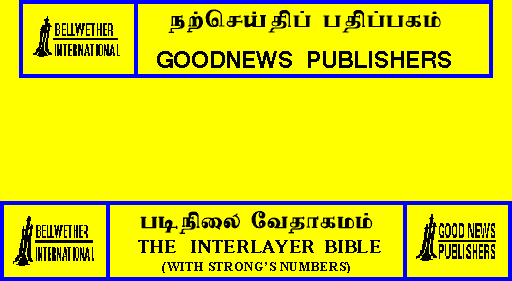 BELLWETHER
INTERNATIONAL
நற்செய்திப் பதிப்பகம்
GOODNEWS PUBLISHERS
BELLWETHER
INTERNATIONAL
படிநிலை வேதாகமம்
THE INTERLAYER BIBLE
(WITH STRONG'S NUMBERS)
GOOD NEWS
PUBLISHERS